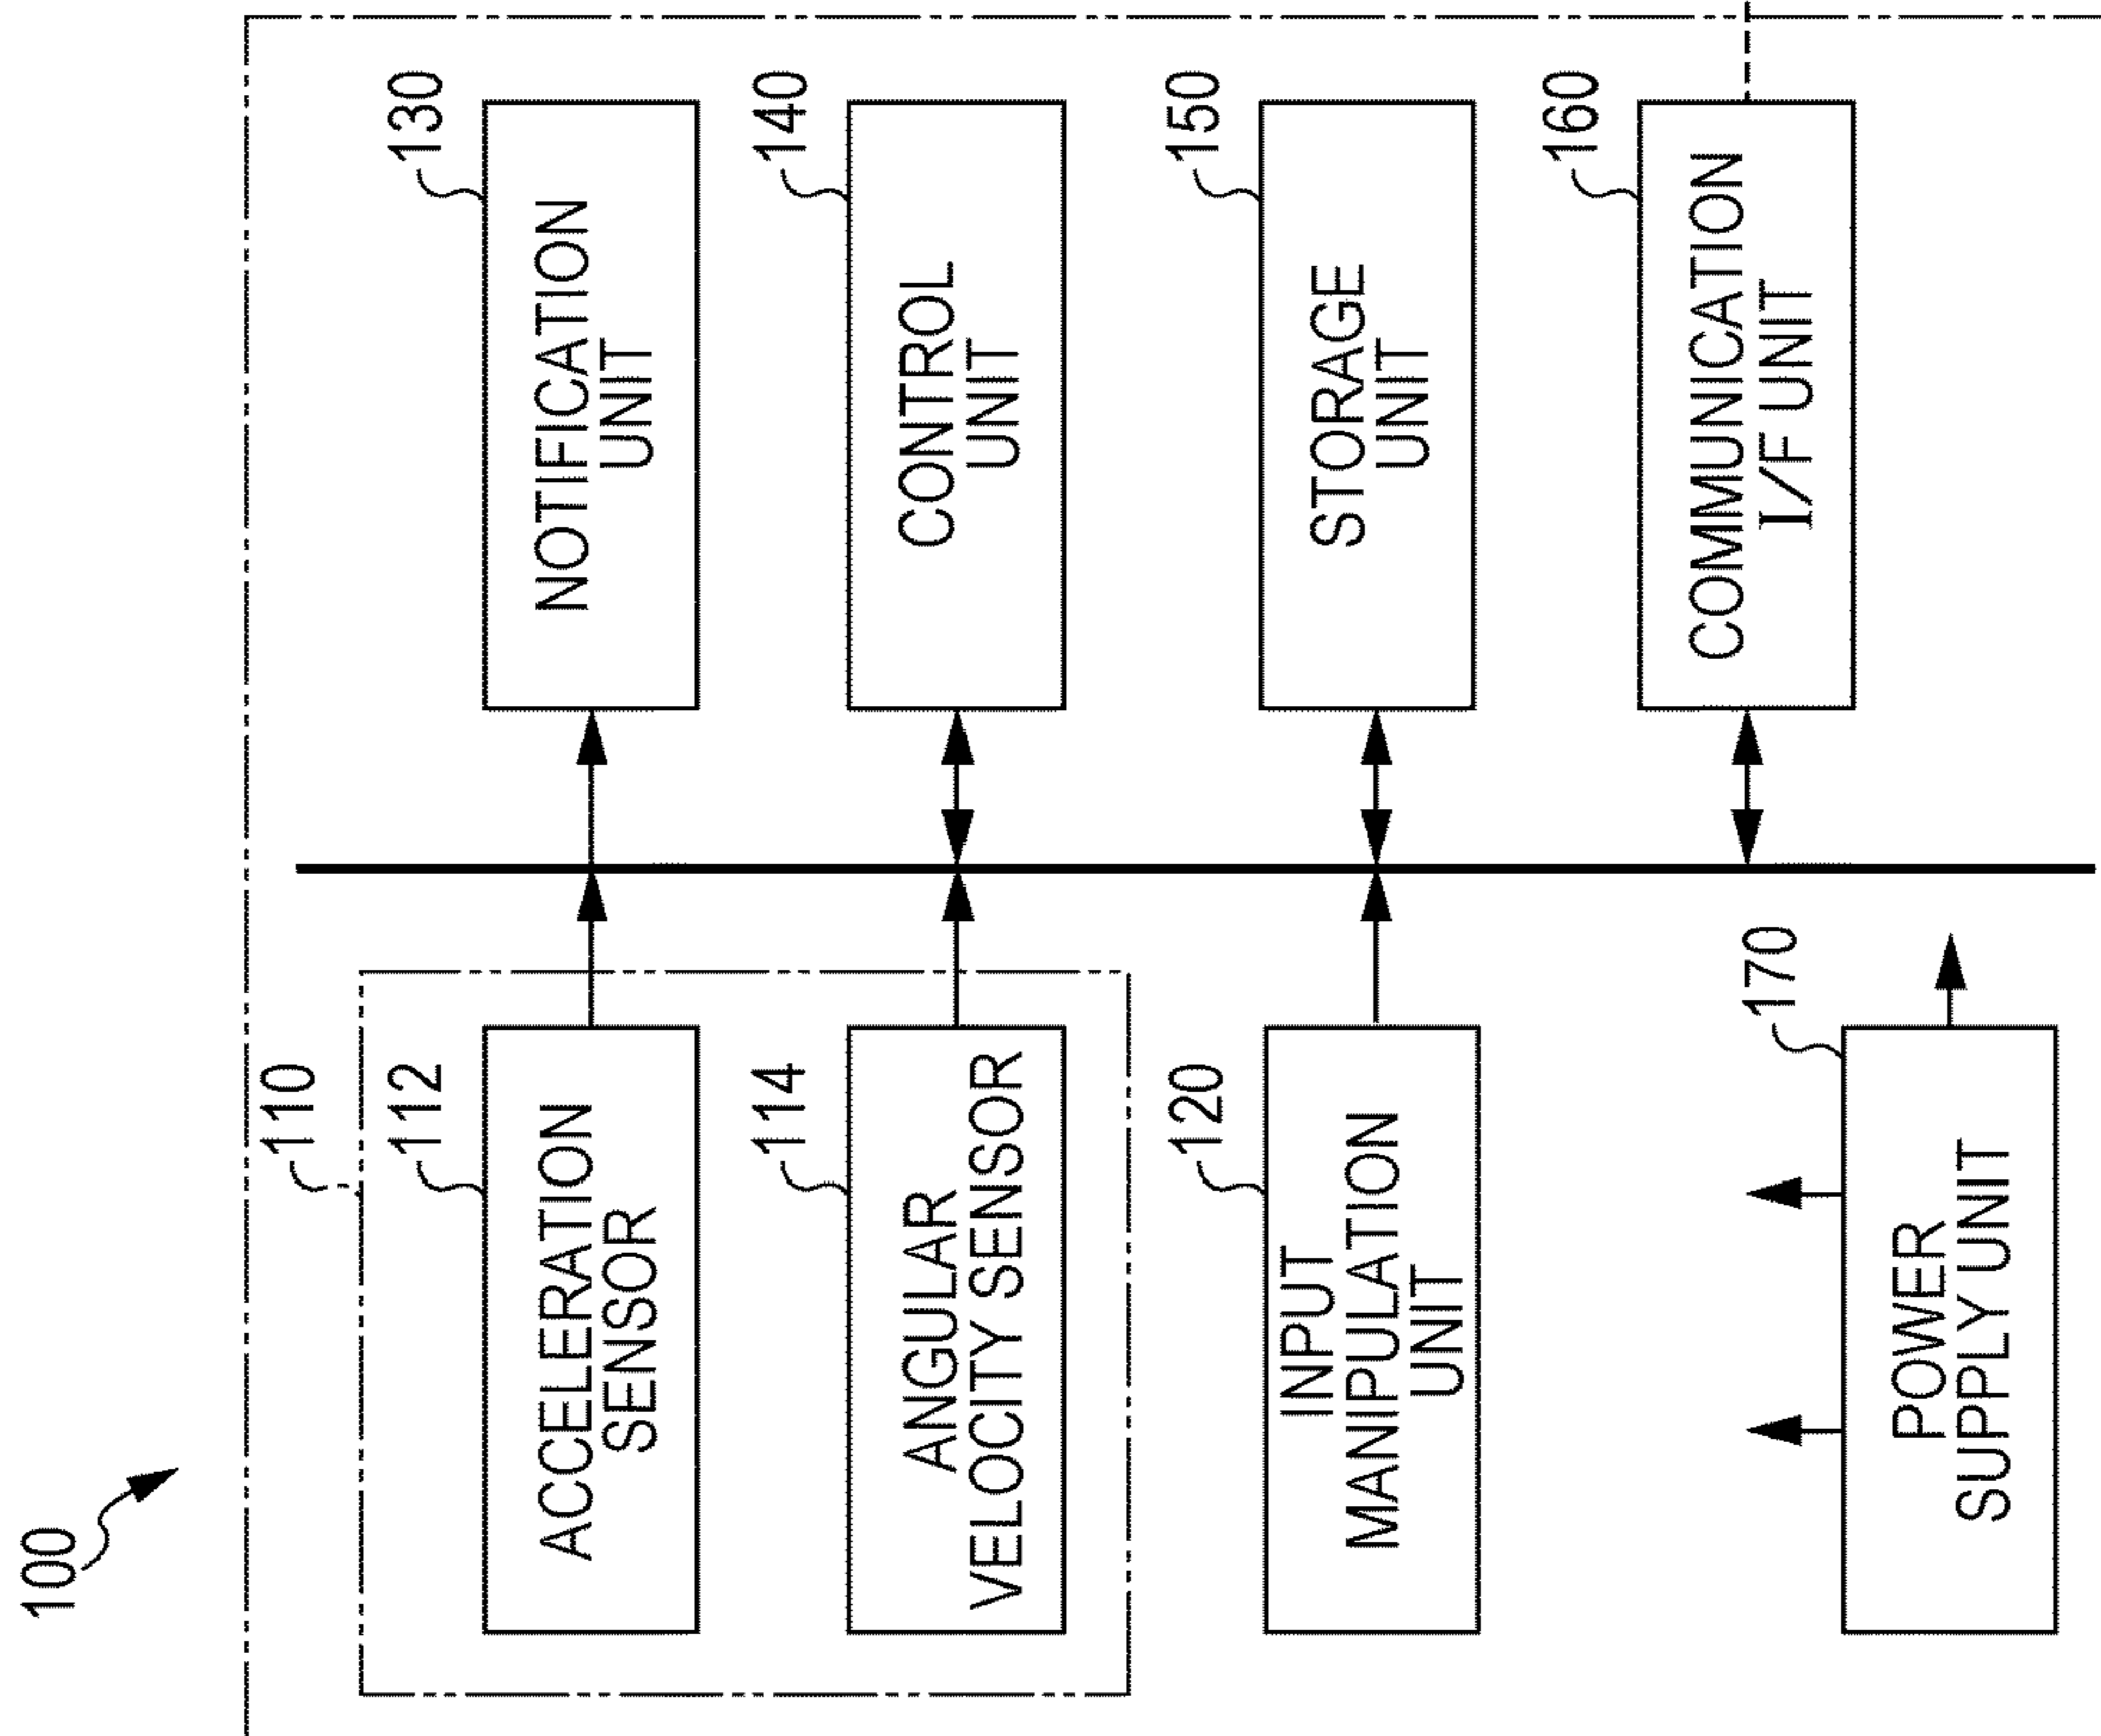 100
110
112
ACCELERATION
SENSOR
114
ANGULAR
VELOCITY SENSOR
120
INPUT
MANIPULATION
UNIT
170
POWER
SUPPLY UNIT
130
NOTIFICATION
UNIT
140
CONTROL
UNIT
150
STORAGE
UNIT
160
COMMUNICATION
I/F UNIT